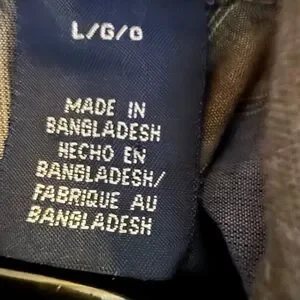 L/G/G
MADE IN
BANGLADESH
HECHO EN
BANGLADESH/
FABRIQUE AU
BANGLADESH